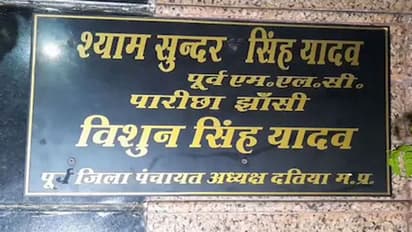 श्याम सुन्दर सिंह यादव
पूर्व एम.एल.सी.
पारीछा झाँसी
विशुन सिंह यादव
पूर्व जिला पंचायत अध्यक्ष दतिया म.प्र.